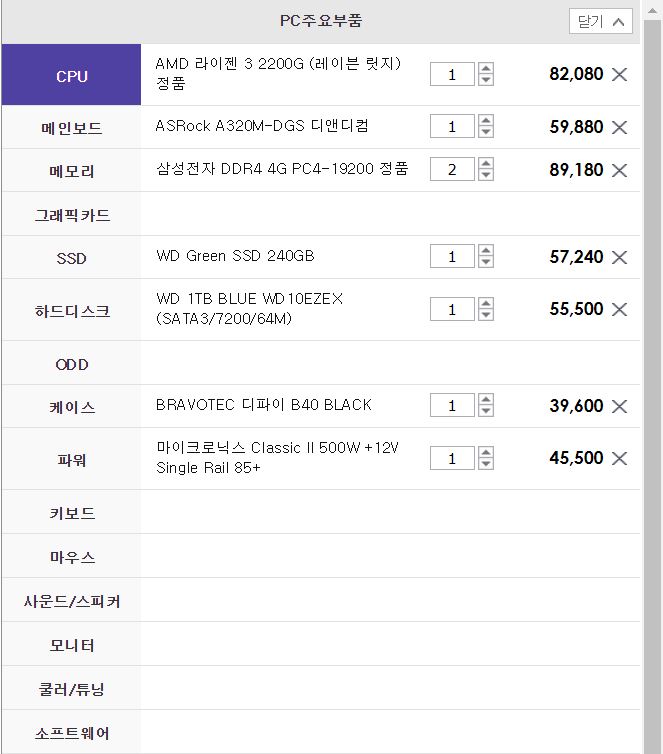 PC주요부품
닫기
CPU
AMD 라이젠 3 2200G (레이븐 릿지)
정품
1
82,080
메인보드
ASRock A320M-DGS 디앤디컴
1
59,880
메모리
삼성전자 DDR4 4G PC4-19200 정품
2
89,180
그래픽카드
SSD
WD Green SSD 240GB
1
57,240
하드디스크
WD 1TB BLUE WD10EZEX
(SATA3/7200/64M)
1
55,500
ODD
케이스
BRAVOTEC 디파이 B40 BLACK
1
39,600
파워
마이크로닉스 Classic II 500W +12V
Single Rail 85+
1
45,500
키보드
마우스
사운드/스피커
모니터
쿨러/튜닝
소프트웨어